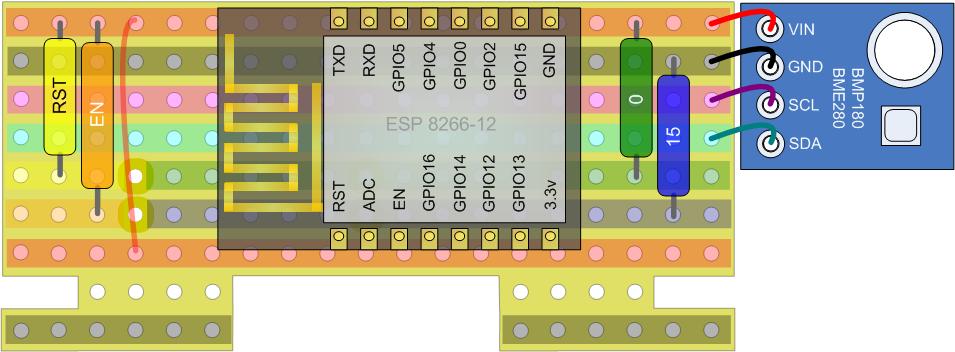 TXD
RXD
GPIO5
GPIO4
GPIO0
GPIO2
GPIO15
GND
RST
EN
ESP 8266-12
RST
ADC
EN
GPIO16
GPIO14
GPIO12
GPIO13
3.3v
0
15
VIN
GND
SCL
SDA
BMP180
BME280